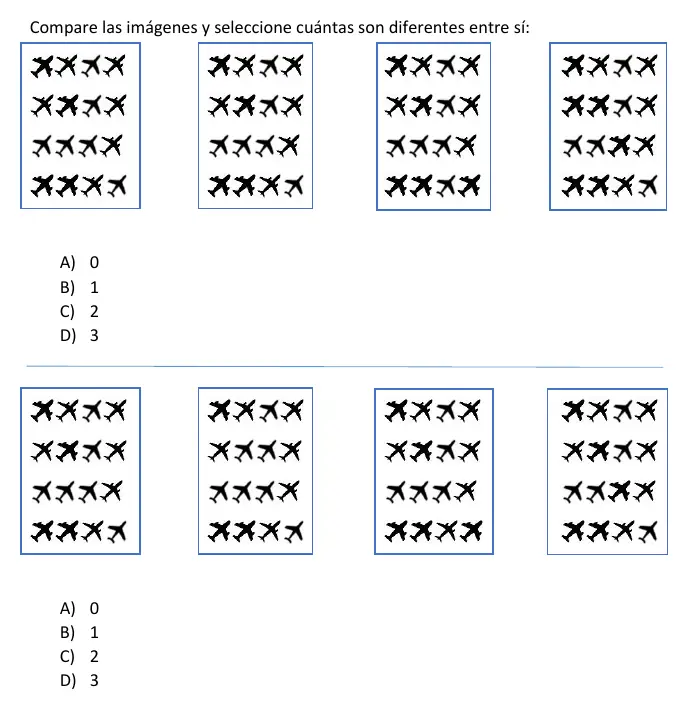 Compare las imágenes y seleccione cuántas son diferentes entre sí:
A) 0
B) 1
C) 2
D) 3
A) 0
B) 1
C) 2
D) 3